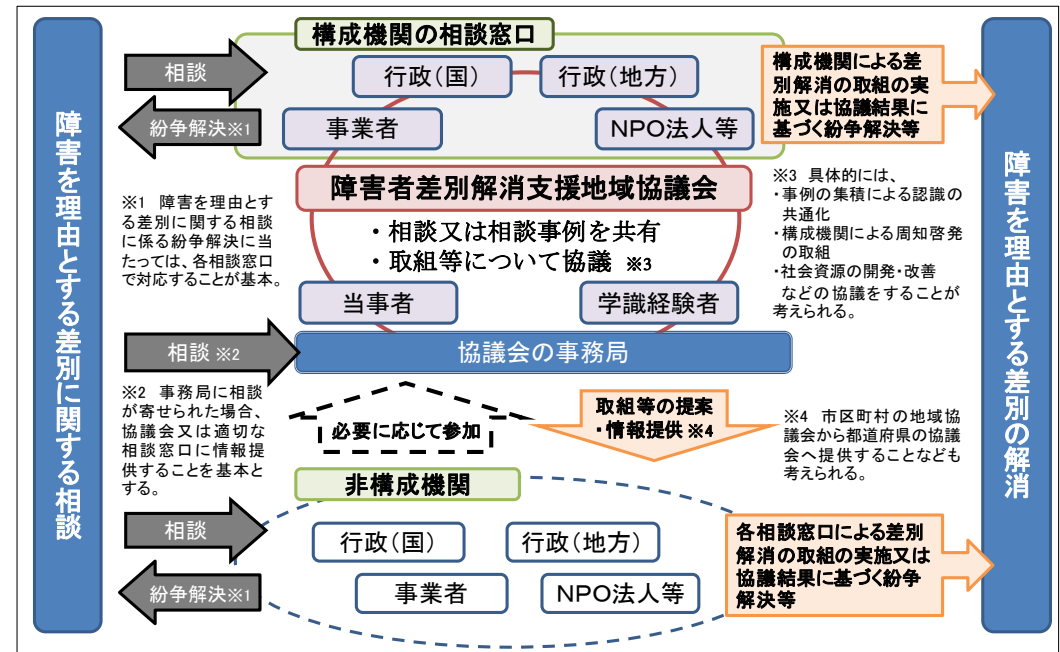 障害を理由とする差別に関する相談
構成機関の相談窓口
相談
紛争解決※1
行政(国)
行政(地方)
事業者
NPO法人等
構成機関による差
別解消の取組の実
施又は協議結果に
基づく紛争解決等
障害者差別解消支援地域協議会
・相談又は相談事例を共有
・取組等について協議 ※3
当事者
学識経験者
※1 障害を理由とす
る差別に関する相談
に係る紛争解決に当
たっては、各相談窓口
で対応することが基本。
※3 具体的には、
・事例の集積による認識の
共通化
・構成機関による周知啓発
の取組
・社会資源の開発・改善
などの協議をすることが
考えられる。
相談 ※2
協議会の事務局
※2 事務局に相談
が寄せられた場合、
協議会又は適切な
相談窓口に情報提
供することを基本と
する。
必要に応じて参加
取組等の提案
・情報提供 ※4
※4 市区町村の地域協
議会から都道府県の協議
会へ提供することなども
考えられる。
非構成機関
相談
紛争解決※1
行政(国)
行政(地方)
事業者
NPO法人等
各相談窓口による差別
解消の取組の実施又は
協議結果に基づく紛争
解決等
障害を理由とする差別の解消